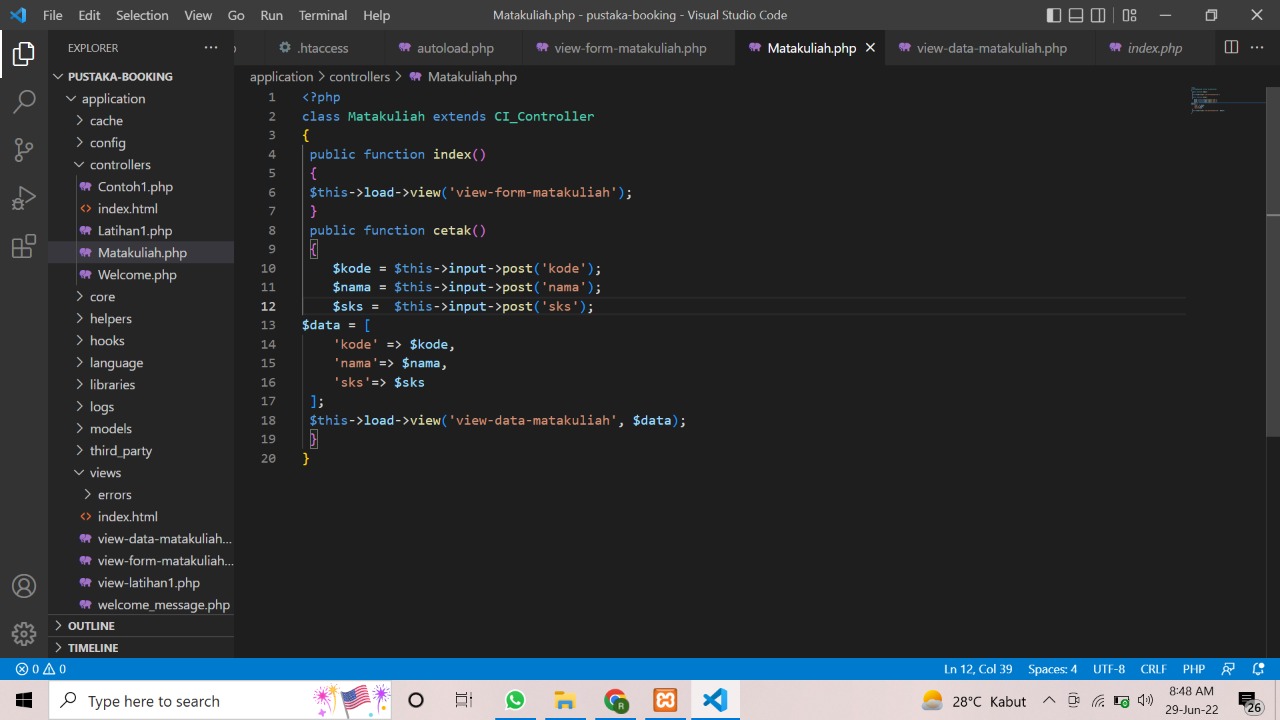 File Edit Selection View Go Run Terminal Help Matakuliah.php - pustaka-booking - Visual Studio Code
EXPLORER
.htaccess autoload.php view-form-matakuliah.php Matakuliah.php view-data-matakuliah.php index.php
PUSTAKA-BOOKING
application
cache
config
controllers
Contoh1.php
index.html
Latihan1.php
Matakuliah.php
Welcome.php
core
helpers
hooks
language
libraries
logs
models
third_party
views
errors
index.html
view-data-matakuliah...
view-form-matakuliah...
view-latihan1.php
welcome_message.php
OUTLINE
TIMELINE
application > controllers > Matakuliah.php
1 <?php
2 class Matakuliah extends CI_Controller
3 {
4 public function index()
5 {
6 $this->load->view('view-form-matakuliah');
7 }
8 public function cetak()
9 {
10 $kode = $this->input->post('kode');
11 $nama = $this->input->post('nama');
12 $sks =  $this->input->post('sks');
13 $data = [
14 'kode' => $kode,
15 'nama'=> $nama,
16 'sks'=> $sks
17 ];
18 $this->load->view('view-data-matakuliah', $data);
19 }
20 }
0 0 Ln 12, Col 39 Spaces: 4 UTF-8 CRLF PHP
Type here to search
28°C Kabut
8:48 AM
29-Jun-22
26